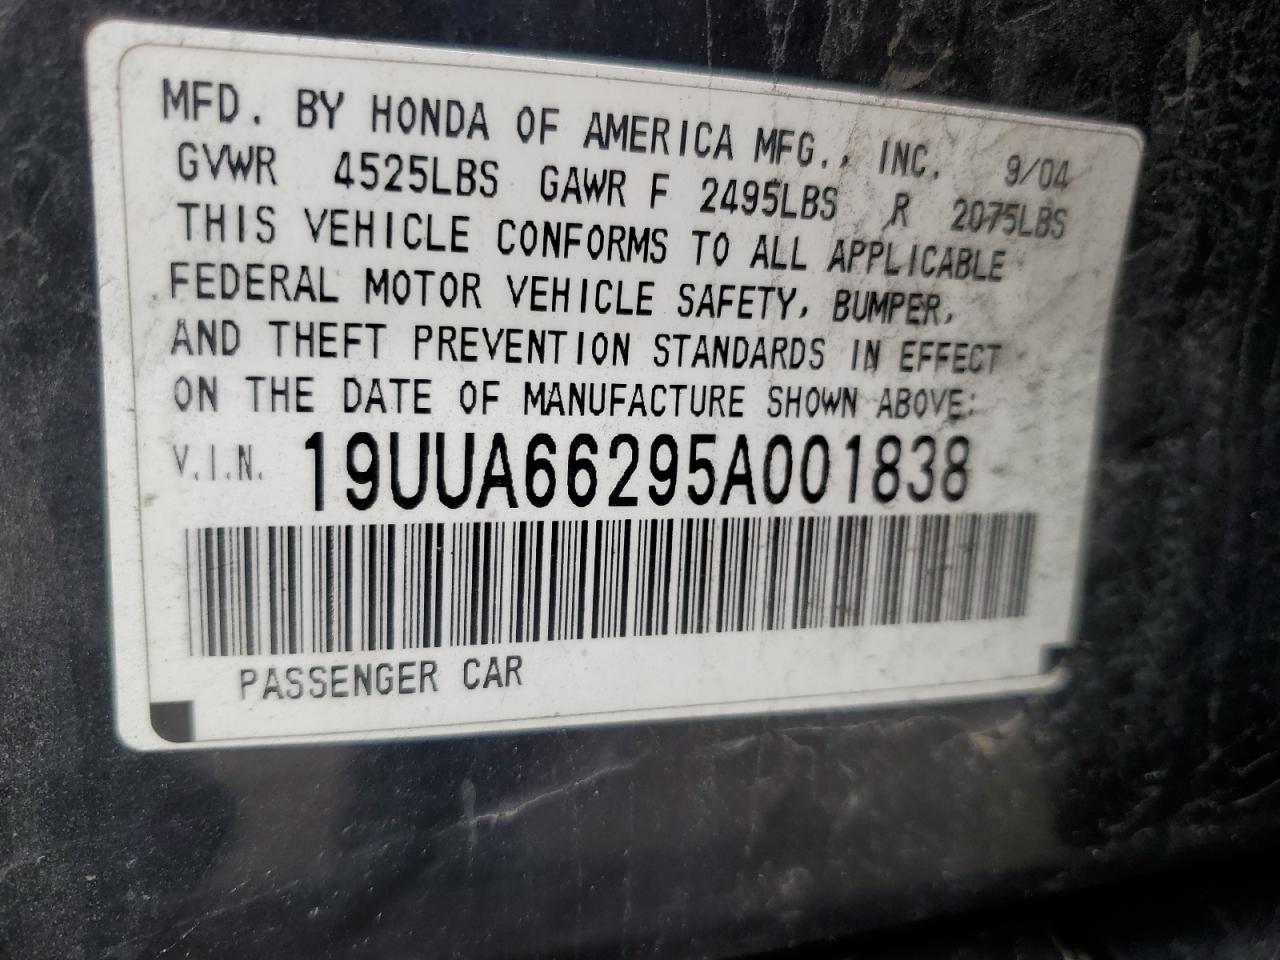 MFD. BY HONDA OF AMERICA MFG., INC. 9/04
GVWR 4525LBS GAWR F 2495LBS R 2075LBS
THIS VEHICLE CONFORMS TO ALL APPLICABLE
FEDERAL MOTOR VEHICLE SAFETY, BUMPER,
AND THEFT PREVENTION STANDARDS IN EFFECT
ON THE DATE OF MANUFACTURE SHOWN ABOVE:
V.I.N. 19UUA66295A001838
PASSENGER CAR